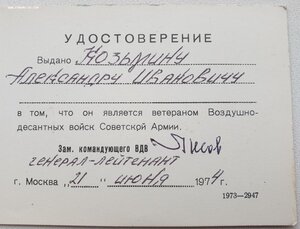 УДОСТОВЕРЕНИЕ
Выдано Козьмину
Александру Ивановичу
в том, что он является ветераном Воздушно-
десантных войск Советской Армии.
Зам. командующего ВДВ
генерал-лейтенант
г. Москва „21" июня 1974г.
1973—2947